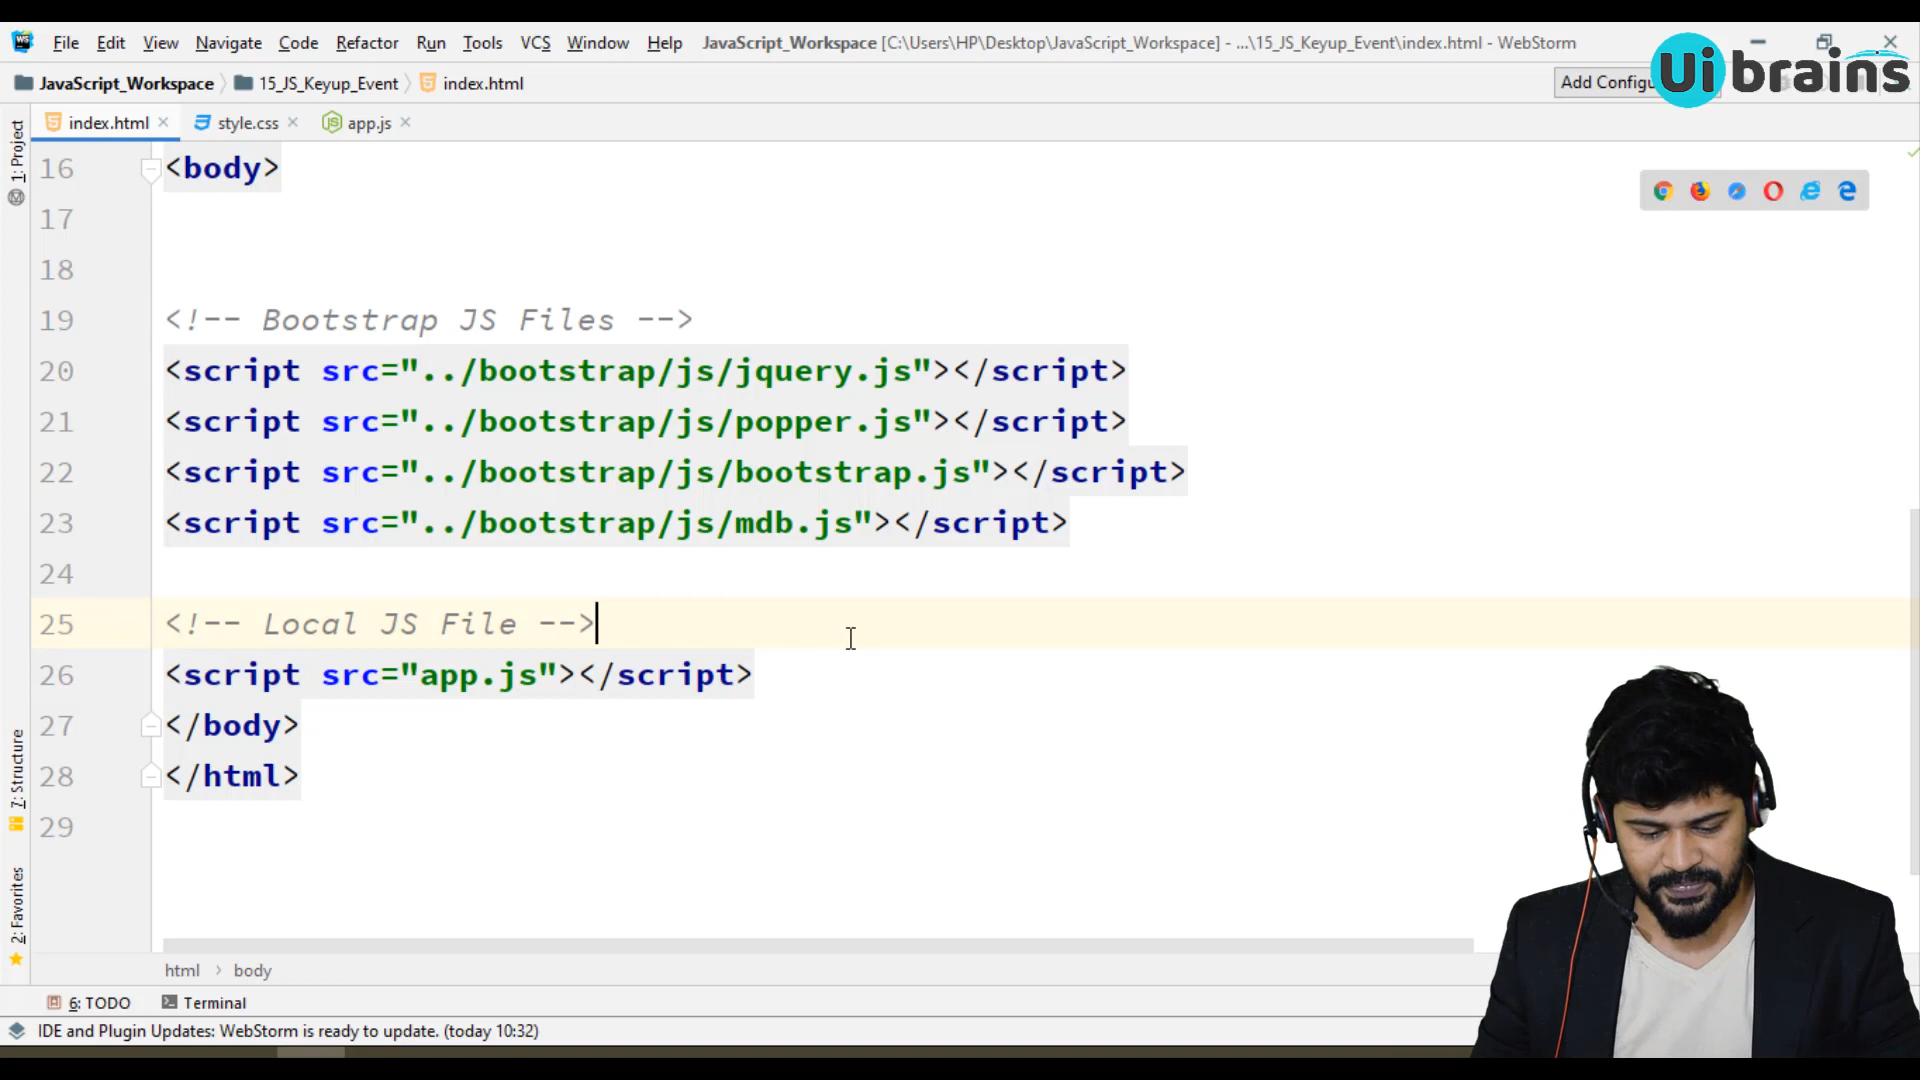 File Edit View Navigate Code Refactor Run Tools VCS Window Help JavaScript_Workspace [C:\Users\HP\Desktop\JavaScript_Workspace] - ...\15_JS_Keyup_Event\index.html - WebStorm
JavaScript_Workspace 15_JS_Keyup_Event index.html Add Configu
Ui brains
index.html style.css app.js
1: Project
7: Structure
2: Favorites
16 <body>
17
18
19 <!-- Bootstrap JS Files -->
20 <script src="../bootstrap/js/jquery.js"></script>
21 <script src="../bootstrap/js/popper.js"></script>
22 <script src="../bootstrap/js/bootstrap.js"></script>
23 <script src="../bootstrap/js/mdb.js"></script>
24
25 <!-- Local JS File -->
26 <script src="app.js"></script>
27 </body>
28 </html>
29
html › body
6: TODO Terminal
IDE and Plugin Updates: WebStorm is ready to update. (today 10:32)